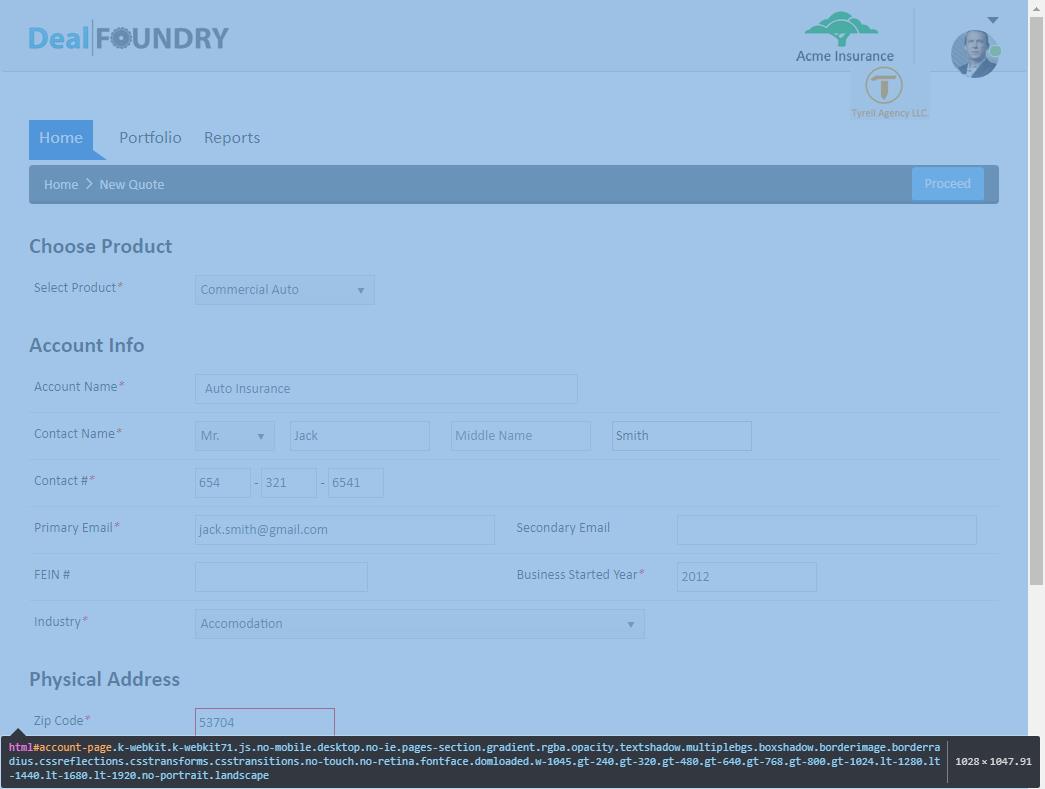 Deal FOUNDRY
Acme Insurance
Tyrell Agency LLC.
Home Portfolio Reports
Home > New Quote Proceed
Choose Product
Select Product* Commercial Auto
Account Info
Account Name* Auto Insurance
Contact Name* Mr. Jack Middle Name Smith
Contact #* 654 - 321 - 6541
Primary Email* jack.smith@gmail.com Secondary Email
FEIN # Business Started Year* 2012
Industry* Accomodation
Physical Address
Zip Code* 53704
html#account-page.k-webkit.k-webkit71.js.no-mobile.desktop.no-ie.pages-section.gradient.rgba.opacity.textshadow.multiplebgs.boxshadow.borderimage.borderra
dius.cssreflections.csstransforms.csstransitions.no-touch.no-retina.fontface.domloaded.w-1045.gt-240.gt-320.gt-480.gt-640.gt-768.gt-800.gt-1024.lt-1280.lt
-1440.lt-1680.lt-1920.no-portrait.landscape
1028 × 1047.91